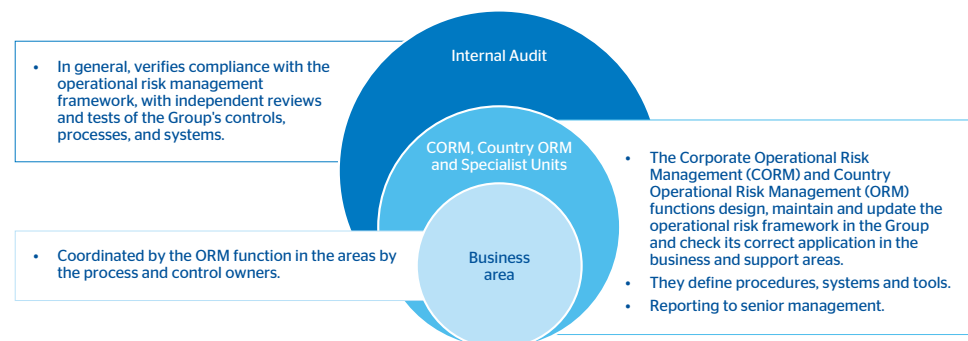 Internal Audit
• In general, verifies compliance with the
operational risk management
framework, with independent reviews
and tests of the Group's controls,
processes, and systems.
CORM, Country ORM
and Specialist Units
• The Corporate Operational Risk
Management (CORM) and Country
Operational Risk Management (ORM)
functions design, maintain and update the
operational risk framework in the Group
and check its correct application in the
business and support areas.
• They define procedures, systems and tools.
• Reporting to senior management.
Business
area
• Coordinated by the ORM function in the areas by
the process and control owners.